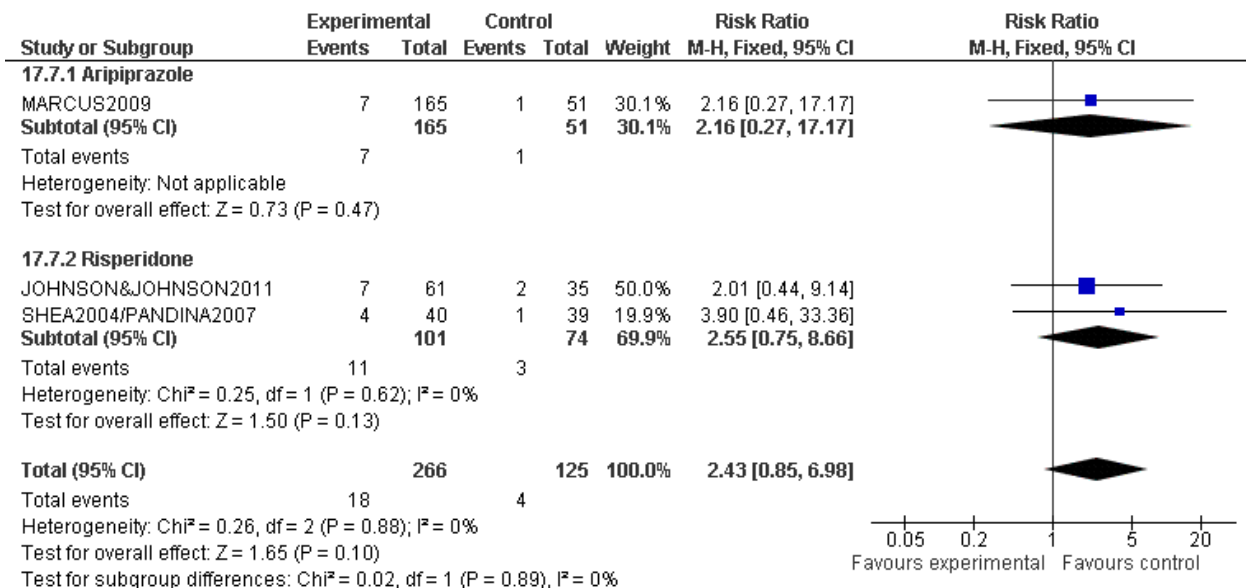 Experimental Control Risk Ratio Risk Ratio
Study or Subgroup Events Total Events Total Weight M-H, Fixed, 95% CI M-H, Fixed, 95% CI
17.7.1 Aripiprazole
MARCUS2009 7 165 1 51 30.1% 2.16 [0.27, 17.17]
Subtotal (95% CI) 165 51 30.1% 2.16 [0.27, 17.17]
Total events 7 1
Heterogeneity: Not applicable
Test for overall effect: Z = 0.73 (P = 0.47)
17.7.2 Risperidone
JOHNSON&JOHNSON2011 7 61 2 35 50.0% 2.01 [0.44, 9.14]
SHEA2004/PANDINA2007 4 40 1 39 19.9% 3.90 [0.46, 33.36]
Subtotal (95% CI) 101 74 69.9% 2.55 [0.75, 8.66]
Total events 11 3
Heterogeneity: Chi² = 0.25, df = 1 (P = 0.62); I² = 0%
Test for overall effect: Z = 1.50 (P = 0.13)
Total (95% CI) 266 125 100.0% 2.43 [0.85, 6.98]
Total events 18 4
Heterogeneity: Chi² = 0.26, df = 2 (P = 0.88); I² = 0%
Test for overall effect: Z = 1.65 (P = 0.10)
Test for subgroup differences: Chi² = 0.02, df = 1 (P = 0.89), I² = 0%
0.05 0.2 1 5 20
Favours experimental Favours control